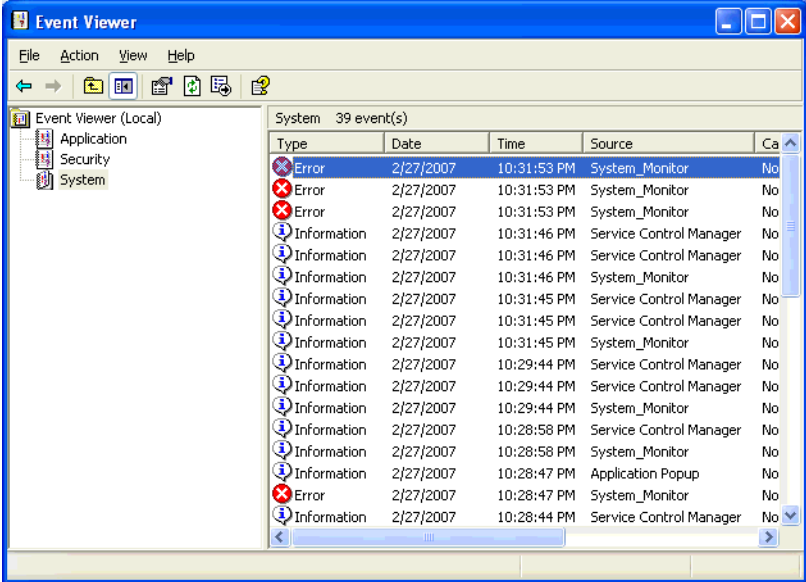 Event Viewer
File Action View Help
Event Viewer (Local)
Application
Security
System
System 39 event(s)
Type Date Time Source Ca
Error 2/27/2007 10:31:53 PM System_Monitor No
Error 2/27/2007 10:31:53 PM System_Monitor No
Error 2/27/2007 10:31:53 PM System_Monitor No
Information 2/27/2007 10:31:46 PM Service Control Manager No
Information 2/27/2007 10:31:46 PM Service Control Manager No
Information 2/27/2007 10:31:46 PM System_Monitor No
Information 2/27/2007 10:31:45 PM Service Control Manager No
Information 2/27/2007 10:31:45 PM Service Control Manager No
Information 2/27/2007 10:31:45 PM System_Monitor No
Information 2/27/2007 10:29:44 PM Service Control Manager No
Information 2/27/2007 10:29:44 PM Service Control Manager No
Information 2/27/2007 10:29:44 PM System_Monitor No
Information 2/27/2007 10:28:58 PM Service Control Manager No
Information 2/27/2007 10:28:58 PM System_Monitor No
Information 2/27/2007 10:28:47 PM Application Popup No
Error 2/27/2007 10:28:47 PM System_Monitor No
Information 2/27/2007 10:28:44 PM Service Control Manager No